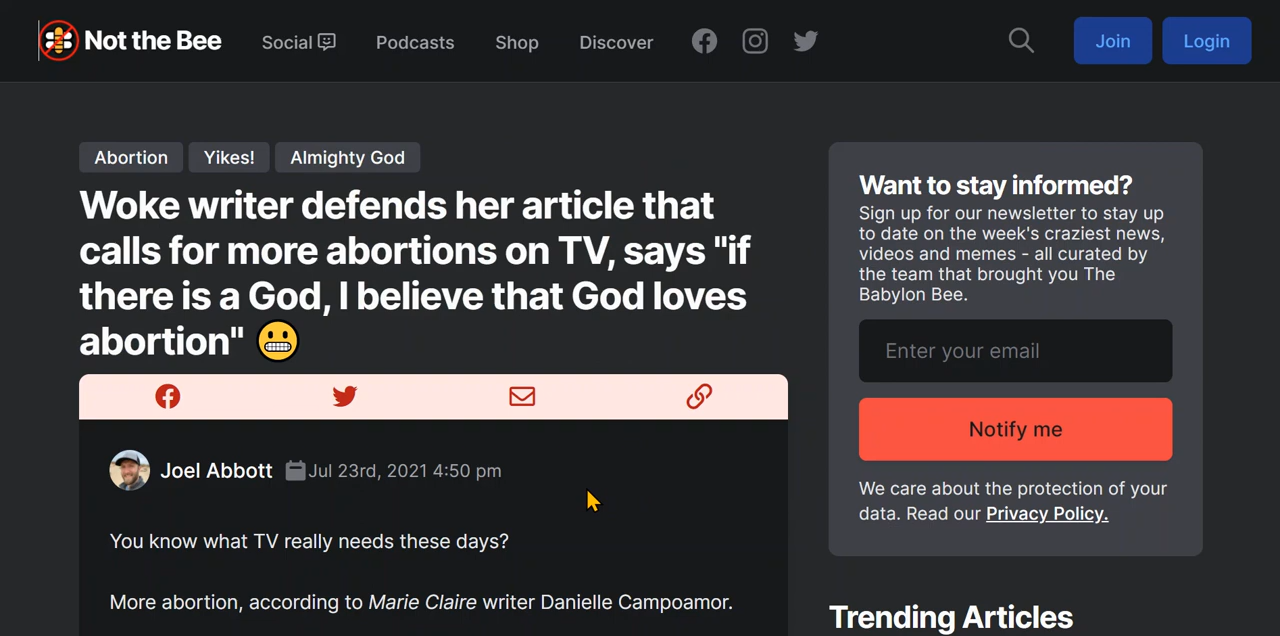 Not the Bee
Social
Podcasts
Shop
Discover
Join
Login
Abortion
Yikes!
Almighty God
Woke writer defends her article that
calls for more abortions on TV, says "if
there is a God, I believe that God loves
abortion" 😬
Joel Abbott
Jul 23rd, 2021 4:50 pm
You know what TV really needs these days?
More abortion, according to Marie Claire writer Danielle Campoamor.
Want to stay informed?
Sign up for our newsletter to stay up
to date on the week's craziest news,
videos and memes - all curated by
the team that brought you The
Babylon Bee.
Enter your email
Notify me
We care about the protection of your
data. Read our Privacy Policy.
Trending Articles